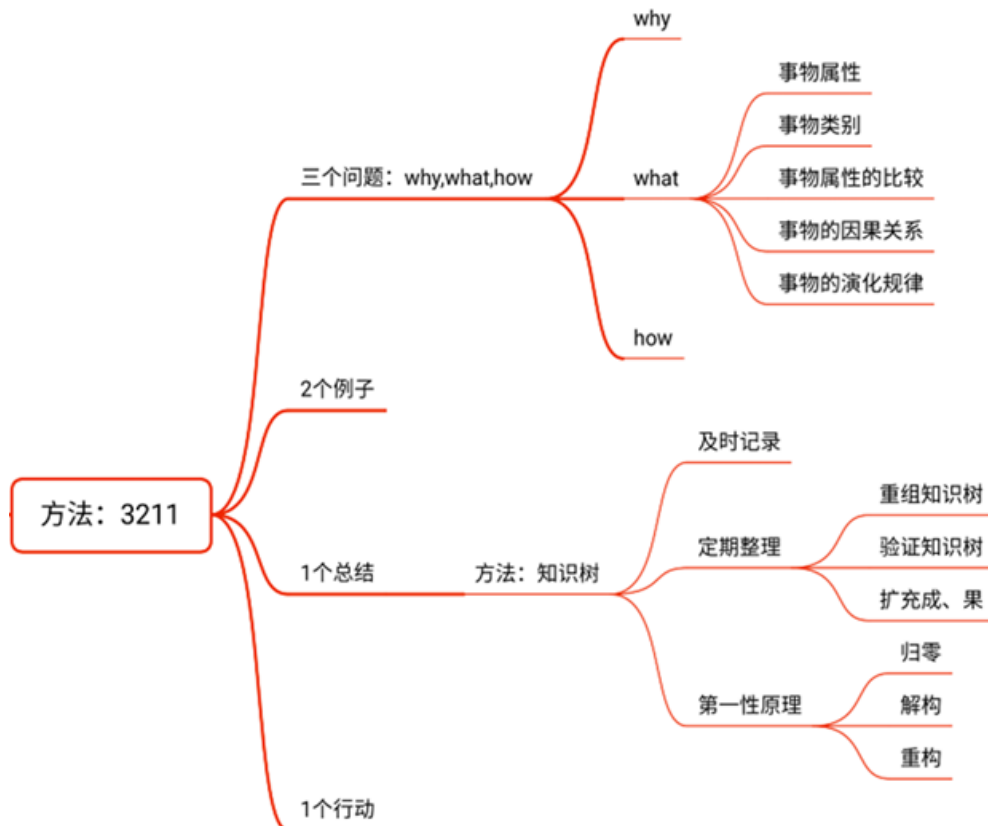 方法：3211
三个问题：why,what,how
why
what
事物属性
事物类别
事物属性的比较
事物的因果关系
事物的演化规律
how
2个例子
1个总结
方法：知识树
及时记录
定期整理
重组知识树
验证知识树
扩充成、果
第一性原理
归零
解构
重构
1个行动